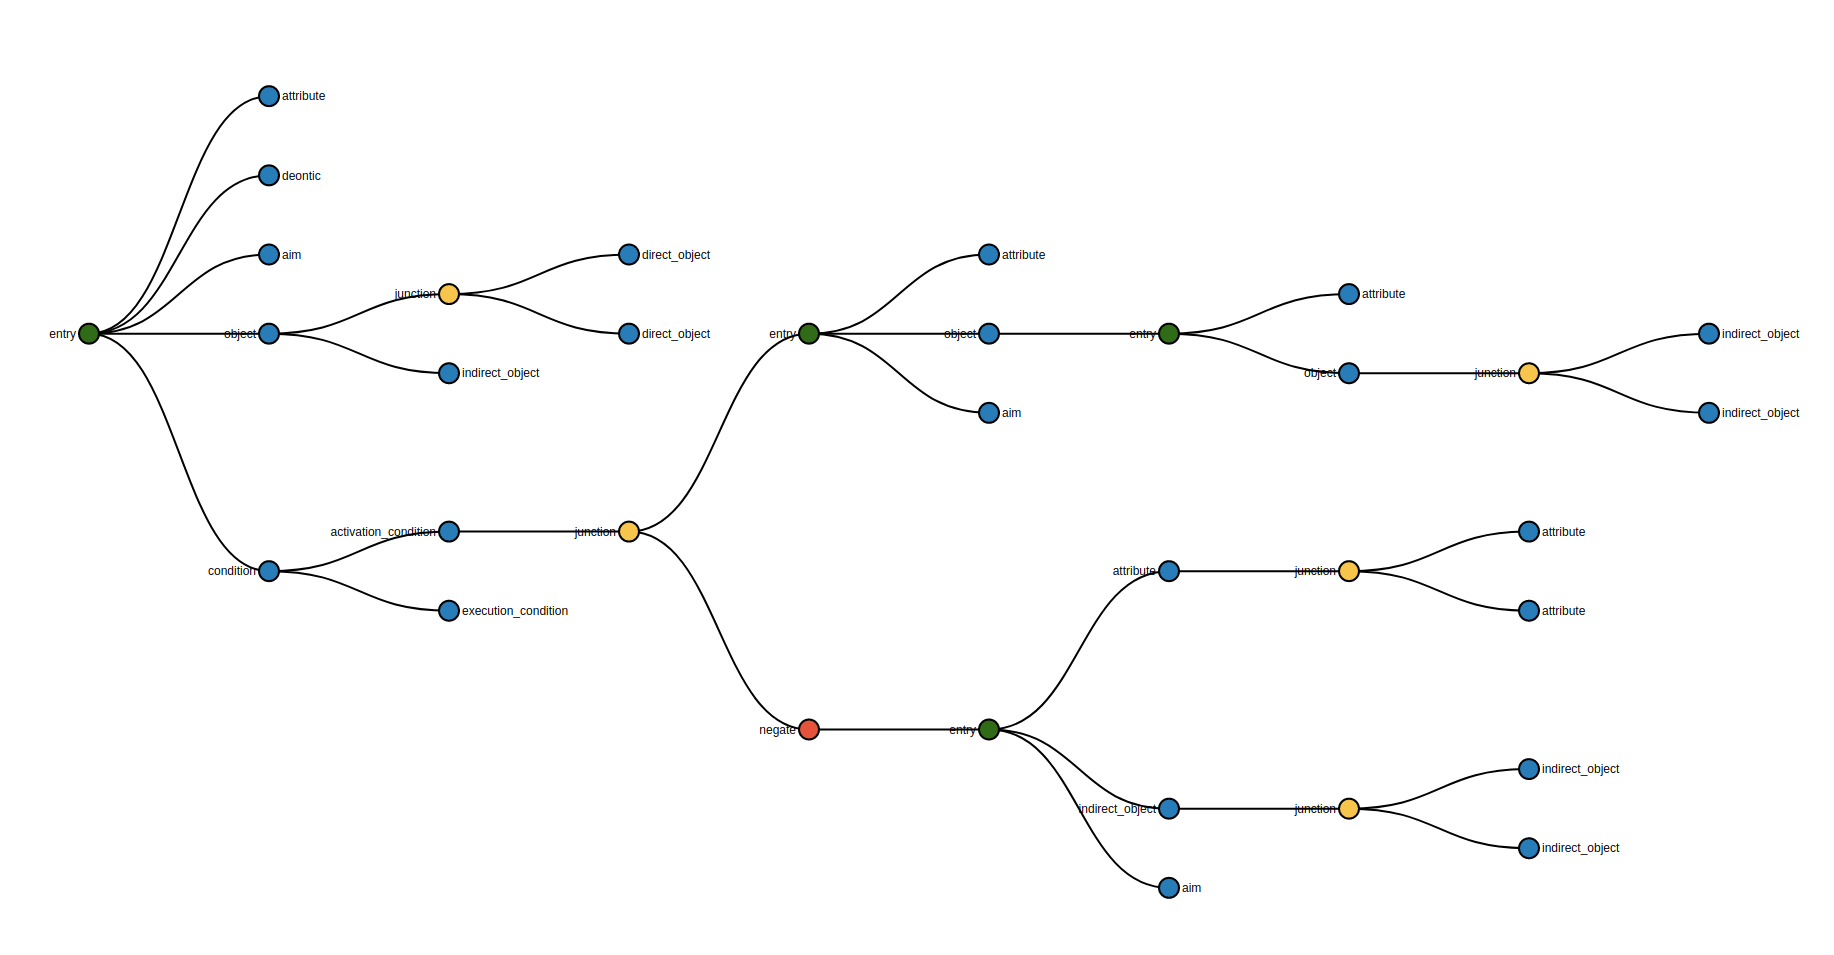 attribute
deontic
aim
direct_object
attribute
junction
attribute
entry
object
direct_object
entry
object
entry
indirect_object
indirect_object
object
junction
aim
indirect_object
activation_condition
junction
attribute
condition
attribute
junction
execution_condition
attribute
negate
entry
indirect_object
indirect_object
junction
indirect_object
aim